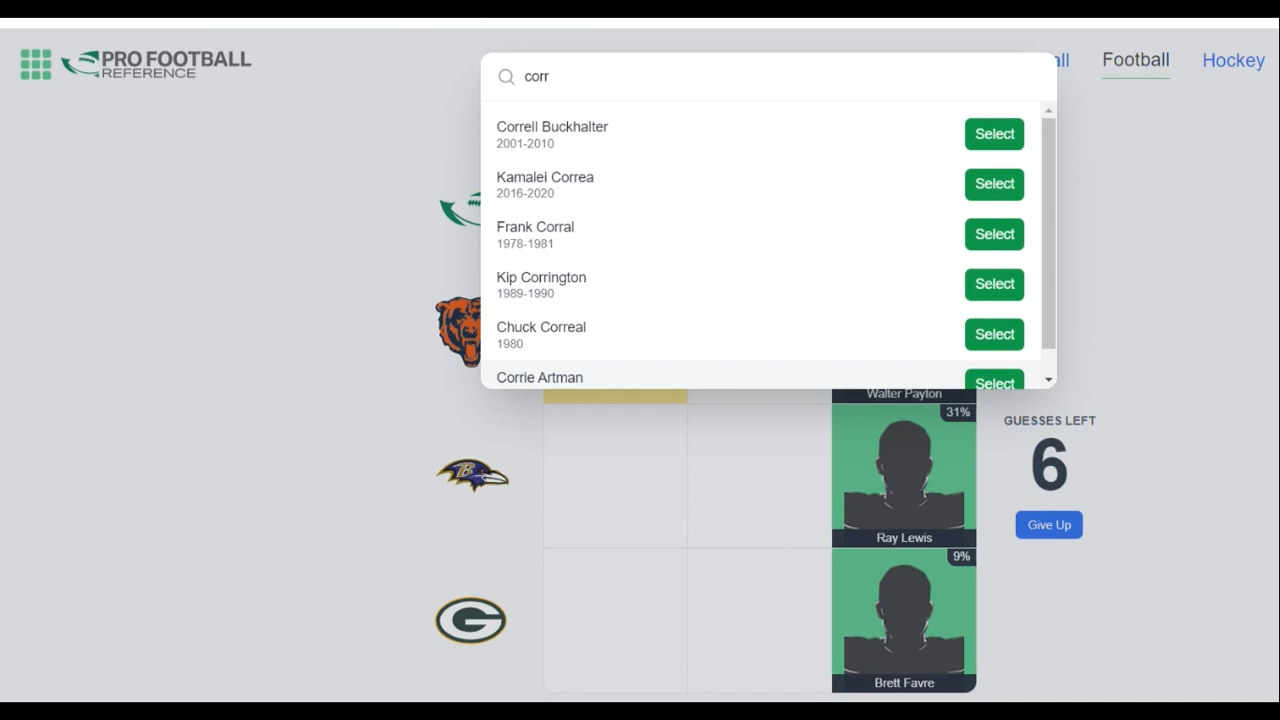 PRO FOOTBALL
REFERENCE
corr
all
Football
Hockey
Correll Buckhalter
2001-2010
Select
Kamalei Correa
2016-2020
Select
Frank Corral
1978-1981
Select
Kip Corrington
1989-1990
Select
Chuck Correal
1980
Select
Corrie Artman
Select
Walter Payton
31%
Ray Lewis
GUESSES LEFT
6
Give Up
9%
Brett Favre
B
G